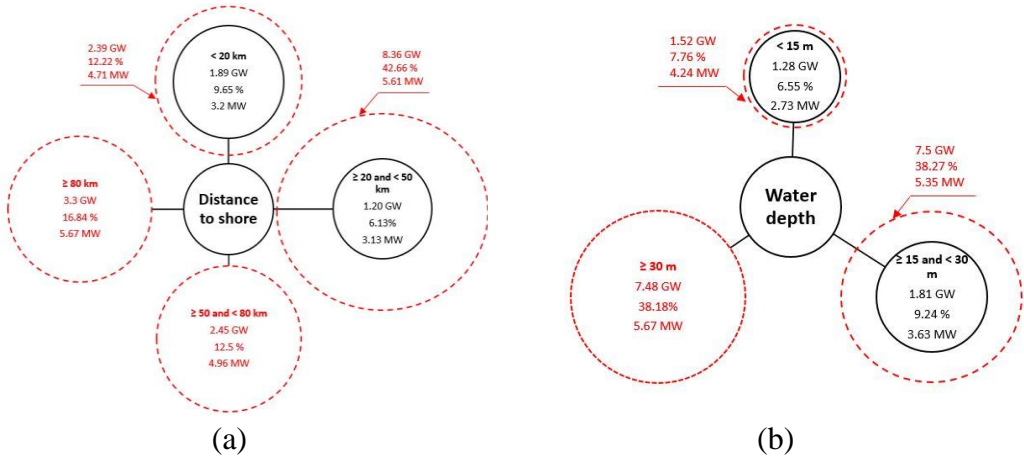 2.39 GW
12.22 %
4.71 MW
< 20 km
1.89 GW
9.65 %
3.2 MW
8.36 GW
42.66 %
5.61 MW
≥ 80 km
3.3 GW
16.84 %
5.67 MW
Distance
to shore
≥ 20 and < 50
km
1.20 GW
6.13%
3.13 MW
≥ 50 and < 80 km
2.45 GW
12.5 %
4.96 MW
(a)
1.52 GW
7.76 %
4.24 MW
< 15 m
1.28 GW
6.55 %
2.73 MW
7.5 GW
38.27 %
5.35 MW
Water
depth
≥ 30 m
7.48 GW
38.18%
5.67 MW
≥ 15 and < 30
m
1.81 GW
9.24 %
3.63 MW
(b)